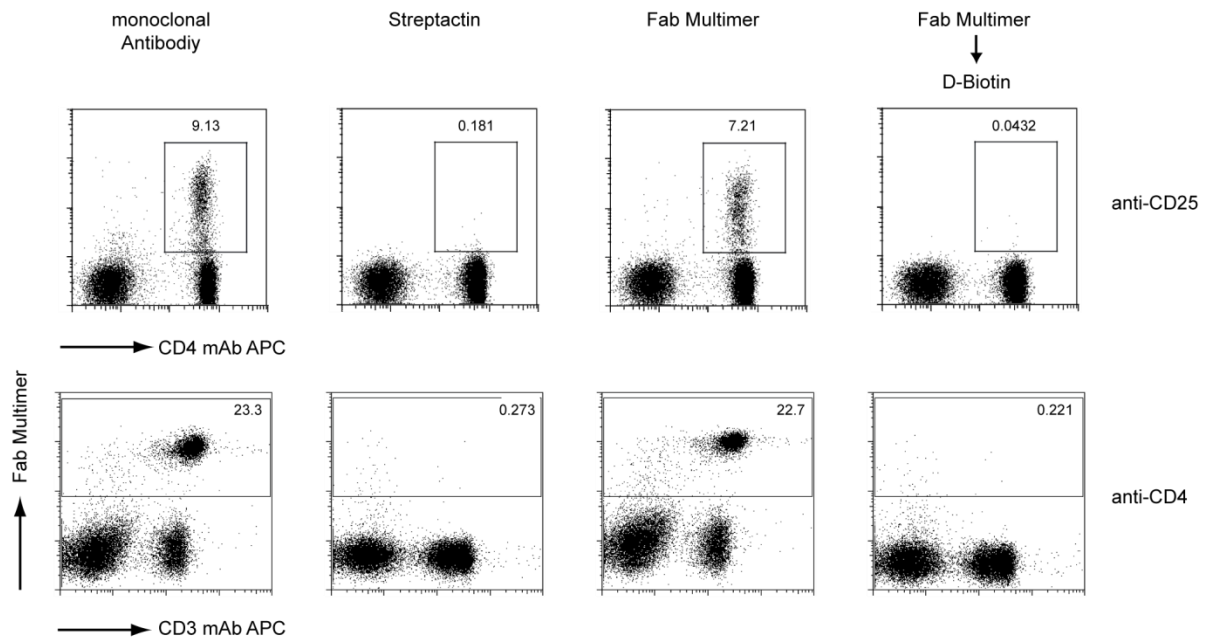 monoclonal
Antibodiy
Streptactin
Fab Multimer
Fab Multimer
D-Biotin
9.13
0.181
7.21
0.0432
anti-CD25
CD4 mAb APC
Fab Multimer
23.3
0.273
22.7
0.221
anti-CD4
CD3 mAb APC